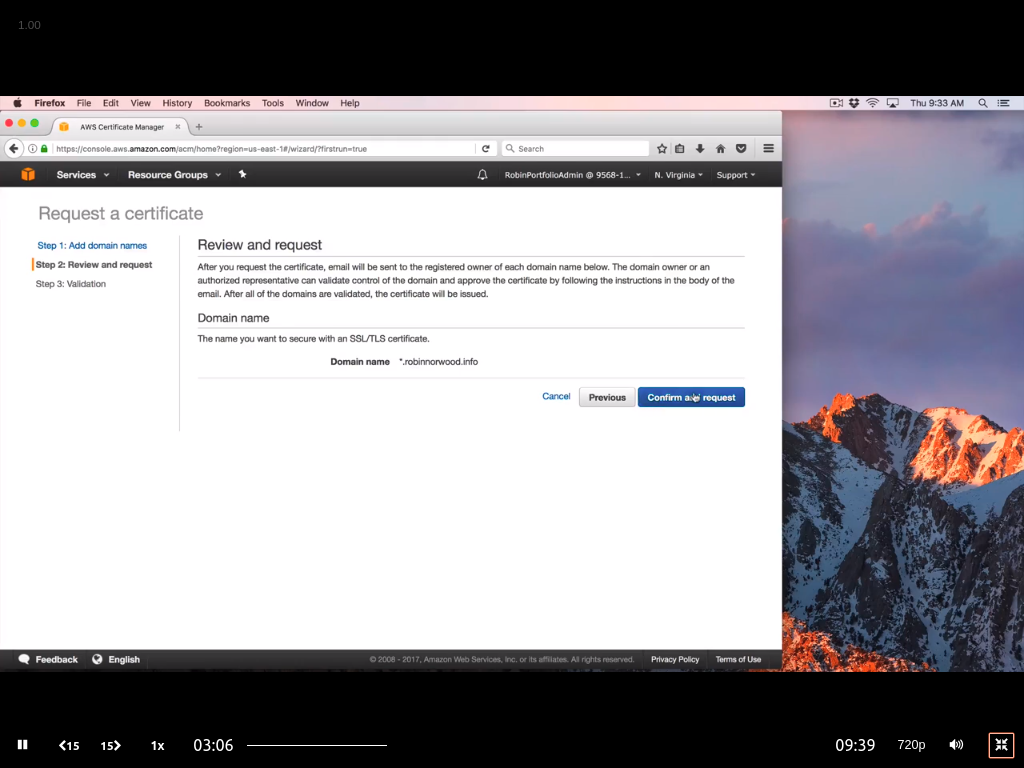 1.00
Firefox File Edit View History Bookmarks Tools Window Help Thu 9:33 AM
AWS Certificate Manager
https://console.aws.amazon.com/acm/home?region=us-east-1#/wizard/?firstrun=true Search
Services Resource Groups RobinPortfolioAdmin @ 9568-1... N. Virginia Support
Request a certificate
Step 1: Add domain names
Step 2: Review and request
Step 3: Validation
Review and request
After you request the certificate, email will be sent to the registered owner of each domain name below. The domain owner or an
authorized representative can validate control of the domain and approve the certificate by following the instructions in the body of the
email. After all of the domains are validated, the certificate will be issued.
Domain name
The name you want to secure with an SSL/TLS certificate.
Domain name *.robinnorwood.info
Cancel Previous Confirm and request
Feedback English © 2008 - 2017, Amazon Web Services, Inc. or its affiliates. All rights reserved. Privacy Policy Terms of Use
15 15 1x 03:06 09:39 720p